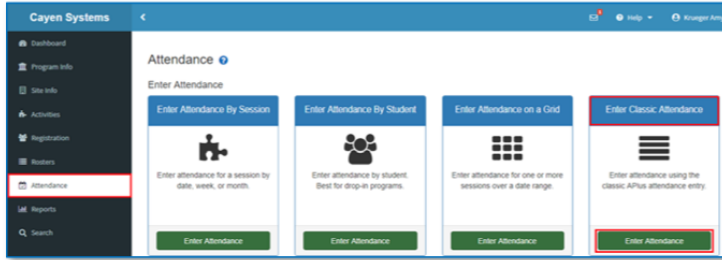 Cayen Systems
Help
Krueger Amy
Dashboard
Program Info
Site Info
Activities
Registration
Rosters
Attendance
Reports
Search
Attendance
Enter Attendance
Enter Attendance By Session
Enter attendance for a session by
date, week, or month.
Enter Attendance
Enter Attendance By Student
Enter attendance by student.
Best for drop-in programs.
Enter Attendance
Enter Attendance on a Grid
Enter attendance for one or more
sessions over a date range.
Enter Attendance
Enter Classic Attendance
Enter attendance using the
classic APlus attendance entry.
Enter Attendance